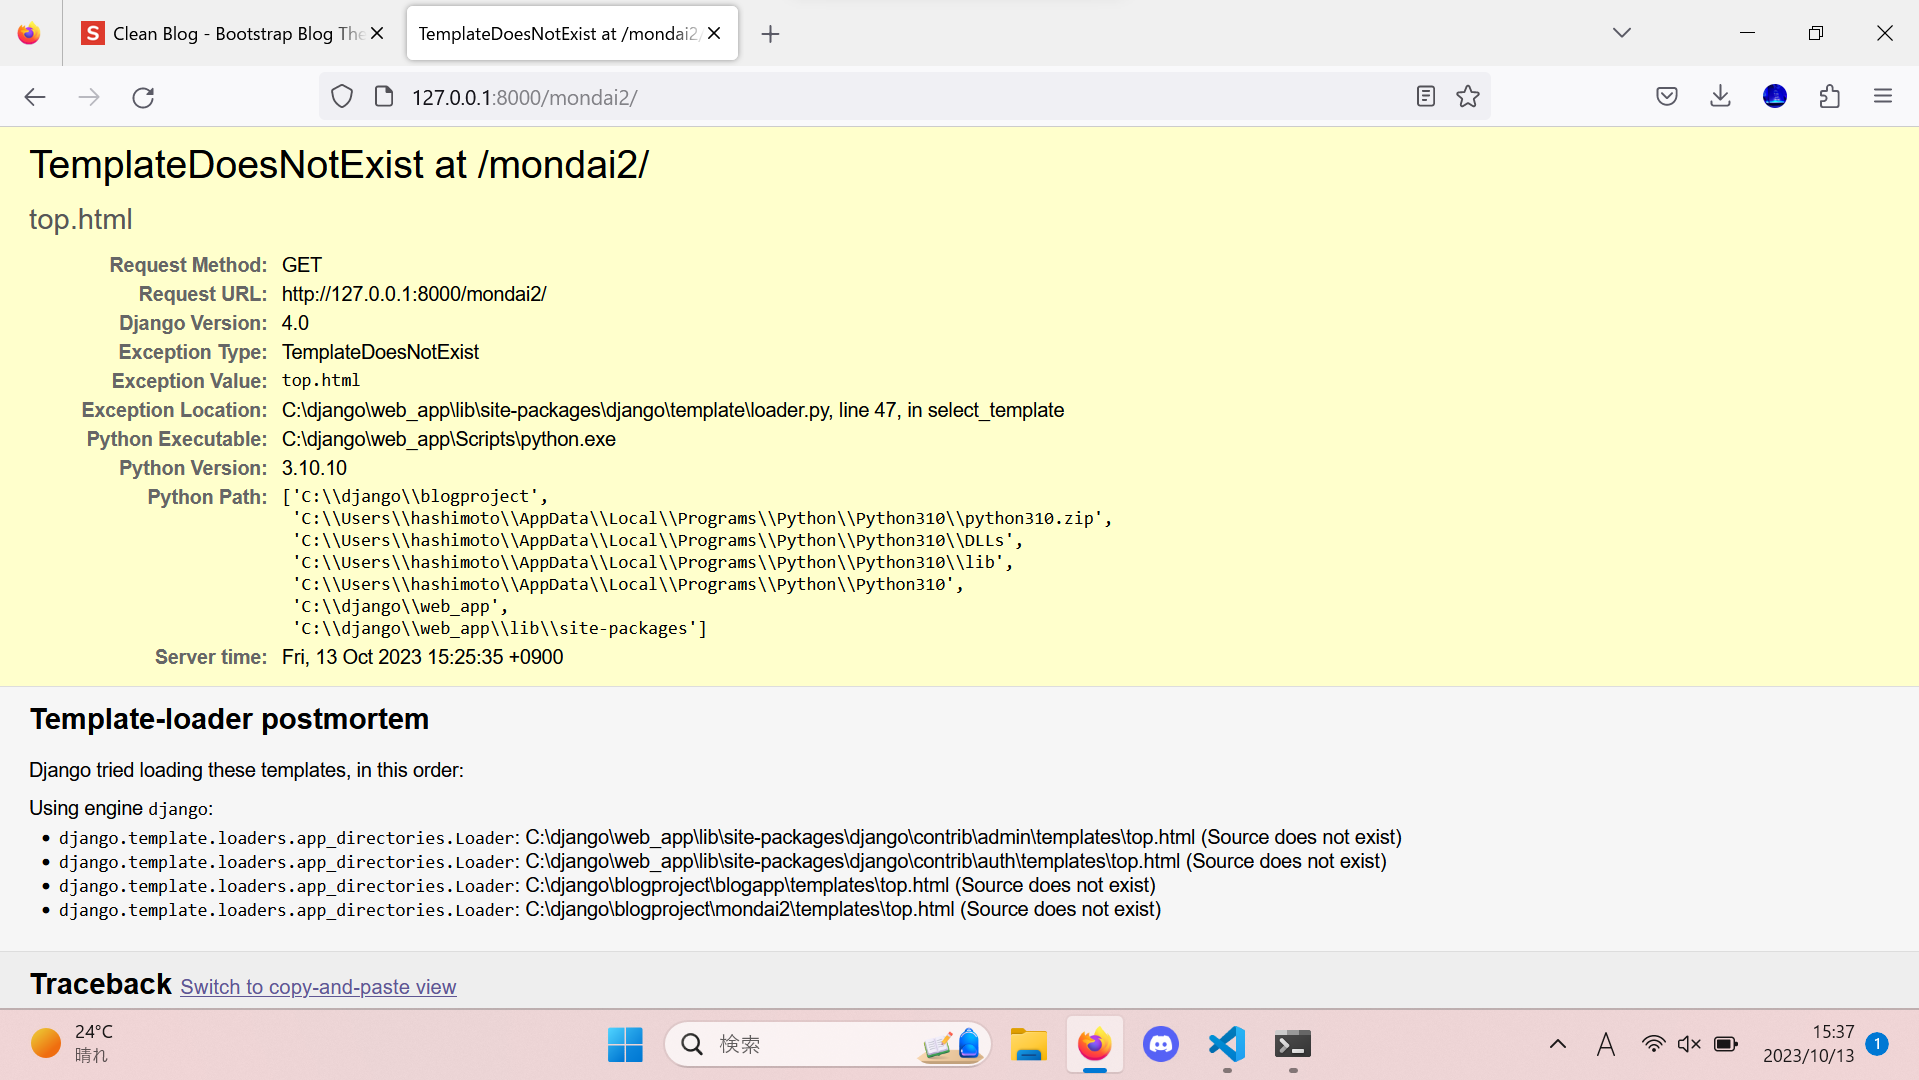 Clean Blog - Bootstrap Blog The
TemplateDoesNotExist at /mondai2/
127.0.0.1:8000/mondai2/
TemplateDoesNotExist at /mondai2/
top.html
Request Method: GET
Request URL: http://127.0.0.1:8000/mondai2/
Django Version: 4.0
Exception Type: TemplateDoesNotExist
Exception Value: top.html
Exception Location: C:\django\web_app\lib\site-packages\django\template\loader.py, line 47, in select_template
Python Executable: C:\django\web_app\Scripts\python.exe
Python Version: 3.10.10
Python Path: ['C:\\django\\blogproject',
'C:\\Users\\hashimoto\\AppData\\Local\\Programs\\Python\\Python310\\python310.zip',
'C:\\Users\\hashimoto\\AppData\\Local\\Programs\\Python\\Python310\\DLLs',
'C:\\Users\\hashimoto\\AppData\\Local\\Programs\\Python\\Python310\\lib',
'C:\\Users\\hashimoto\\AppData\\Local\\Programs\\Python\\Python310',
'C:\\django\\web_app',
'C:\\django\\web_app\\lib\\site-packages']
Server time: Fri, 13 Oct 2023 15:25:35 +0900
Template-loader postmortem
Django tried loading these templates, in this order:
Using engine django:
• django.template.loaders.app_directories.Loader: C:\django\web_app\lib\site-packages\django\contrib\admin\templates\top.html (Source does not exist)
• django.template.loaders.app_directories.Loader: C:\django\web_app\lib\site-packages\django\contrib\auth\templates\top.html (Source does not exist)
• django.template.loaders.app_directories.Loader: C:\django\blogproject\blogapp\templates\top.html (Source does not exist)
• django.template.loaders.app_directories.Loader: C:\django\blogproject\mondai2\templates\top.html (Source does not exist)
Traceback Switch to copy-and-paste view
24°C
晴れ
検索
A
15:37
2023/10/13
1